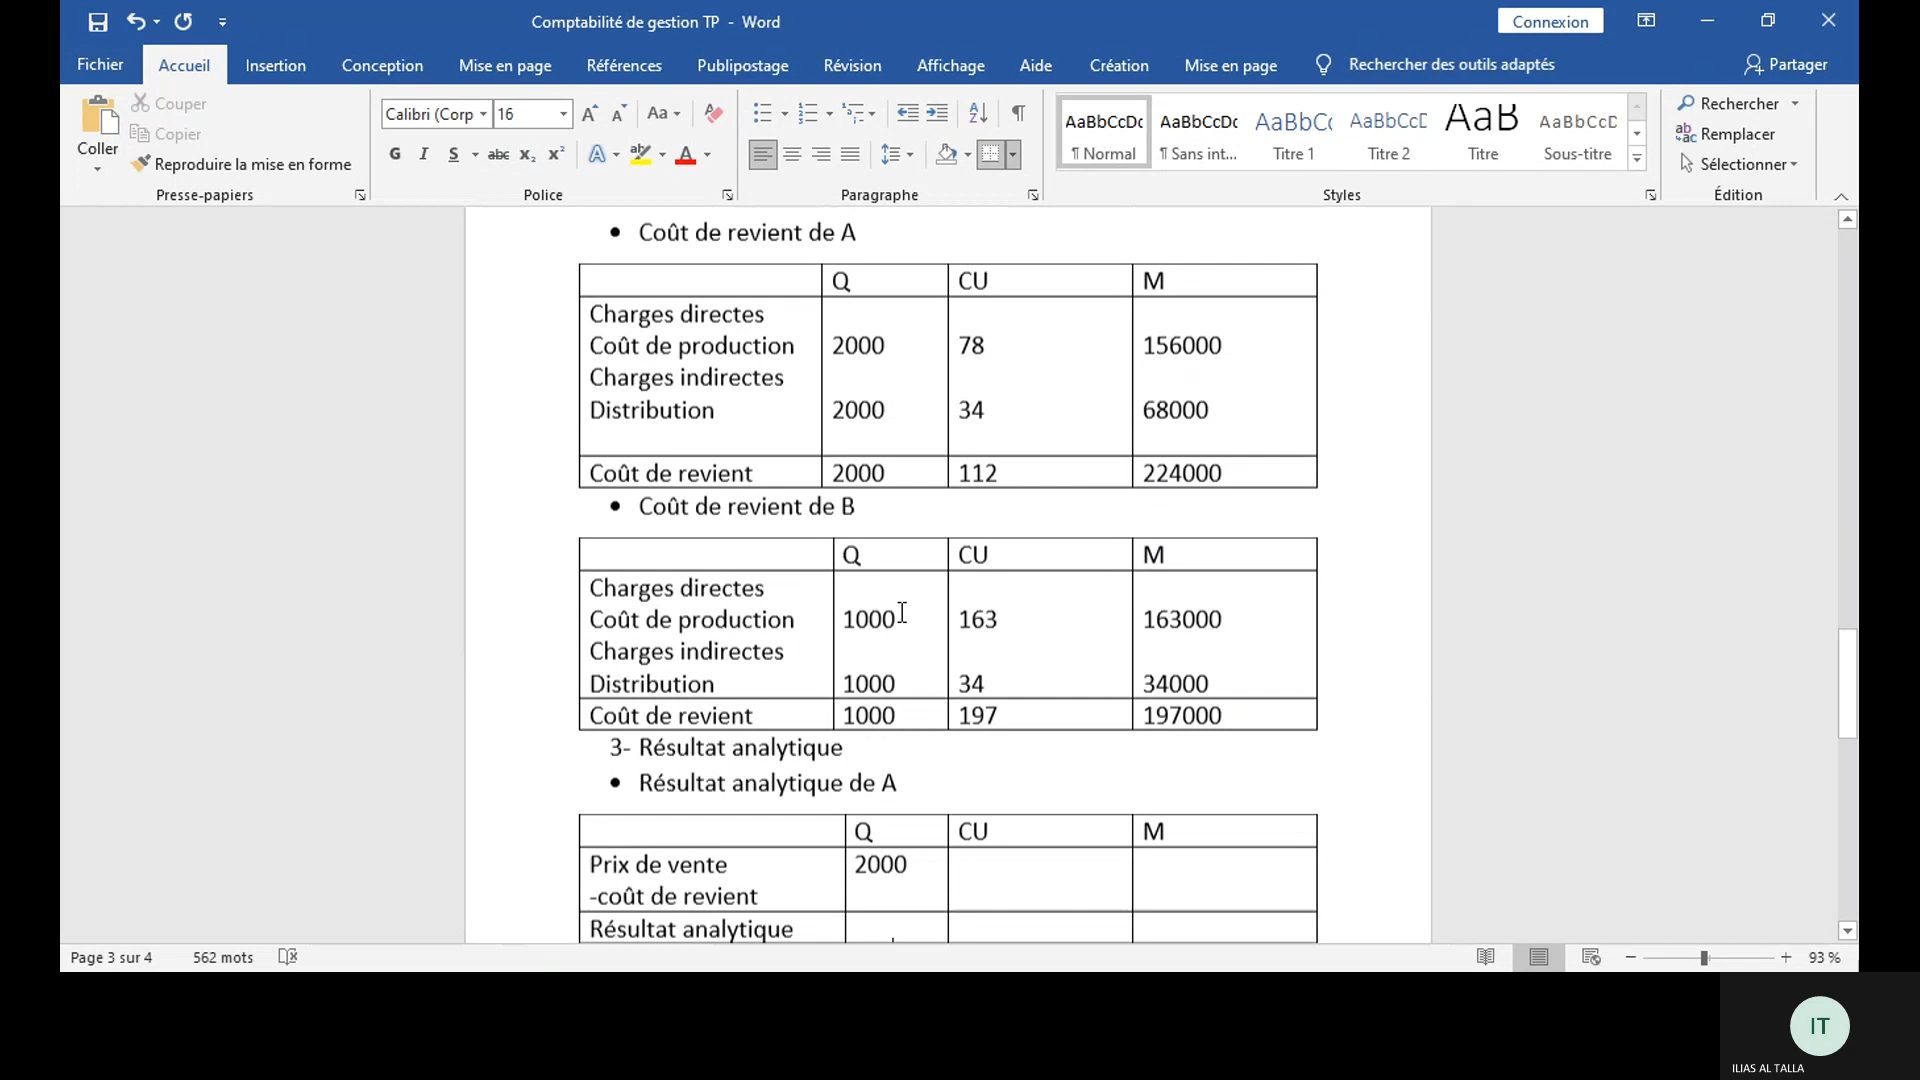 Comptabilité de gestion TP - Word
Connexion
Fichier Accueil Insertion Conception Mise en page Références Publipostage Révision Affichage Aide Création Mise en page Rechercher des outils adaptés Partager
Coller
Couper
Copier
Reproduire la mise en forme
Presse-papiers
Calibri (Corp 16
Aa
G I S abc X₂ X² A ab A
Police
Paragraphe
AaBbCcDc AaBbCcDc AaBbCc AaBbCcD AaB AaBbCcD
¶ Normal ¶ Sans int... Titre 1 Titre 2 Titre Sous-titre
Styles
Rechercher
Remplacer
Sélectionner
Édition
• Coût de revient de A
Q CU M
Charges directes
Coût de production 2000 78 156000
Charges indirectes
Distribution 2000 34 68000
Coût de revient 2000 112 224000
• Coût de revient de B
Q CU M
Charges directes
Coût de production 1000 163 163000
Charges indirectes
Distribution 1000 34 34000
Coût de revient 1000 197 197000
3- Résultat analytique
• Résultat analytique de A
Q CU M
Prix de vente 2000
-coût de revient
Résultat analytique
Page 3 sur 4 562 mots 93 %
IT
ILIAS AL TALLA